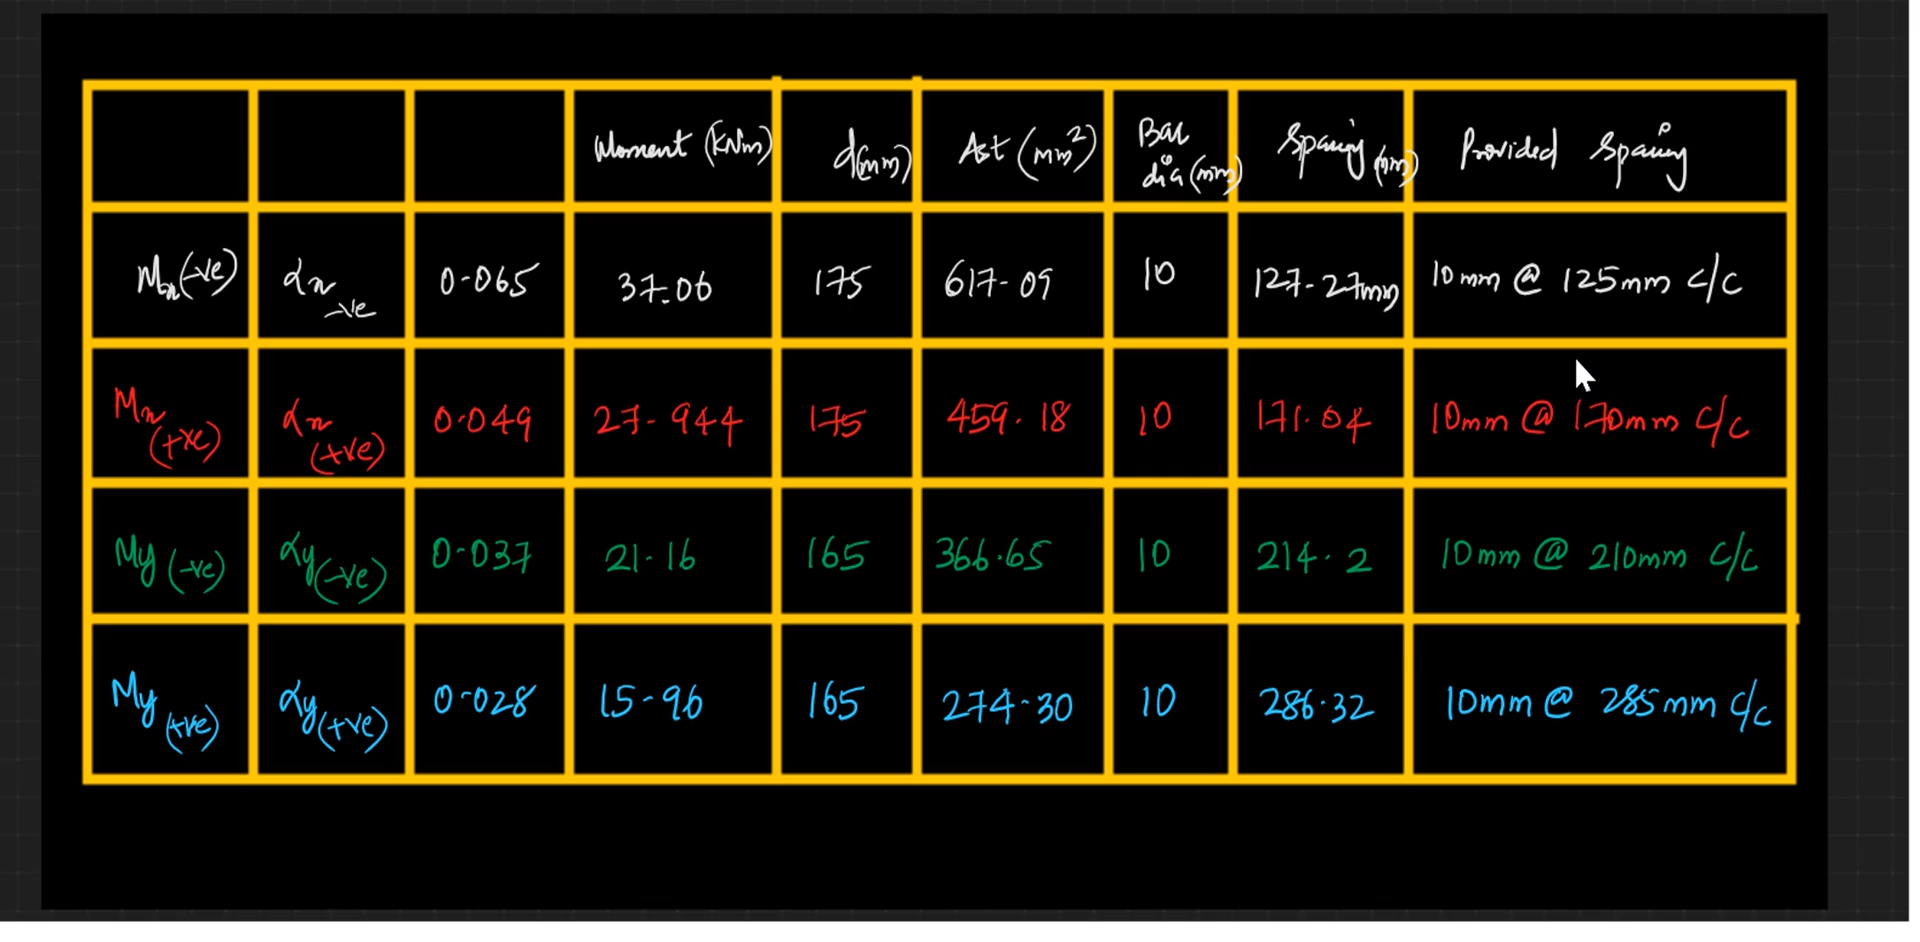 Moment (kNm) d(mm) Ast (mm²) Bar dia (mm) Spacing (mm) Provided Spacing
Mx (-ve) αx -ve 0.065 37.06 175 617.09 10 127.27mm 10mm @ 125mm c/c
Mx (+ve) αx (+ve) 0.049 27.944 175 459.18 10 171.04 10mm @ 170mm c/c
My (-ve) αy (-ve) 0.037 21.16 165 366.65 10 214.2 10mm @ 210mm c/c
My (+ve) αy (+ve) 0.028 15.96 165 274.30 10 286.32 10mm @ 285mm c/c